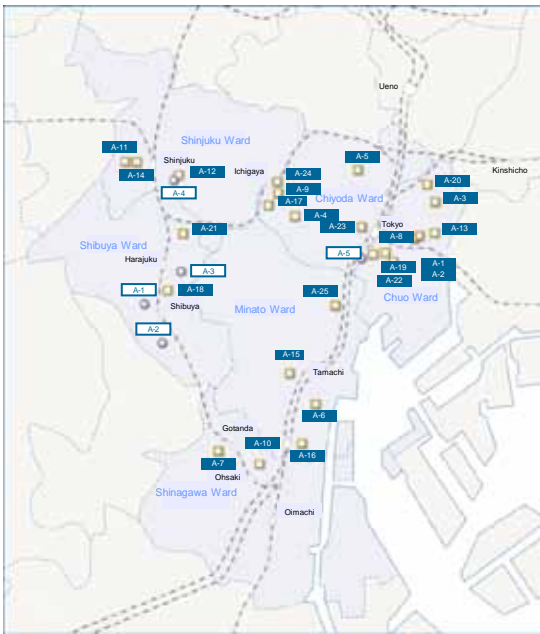 Ueno
Shinjuku Ward
A-11
Shinjuku
A-12
A-14
A-4
Ichigaya
A-24
A-5
A-9
A-17
Chiyoda Ward
Kinshicho
A-20
A-3
A-4
A-23
Tokyo
A-8
A-13
A-21
Shibuya Ward
Harajuku
A-3
A-5
A-19
A-22
A-1
A-2
Chuo Ward
A-1
A-18
Shibuya
A-25
Minato Ward
A-2
A-15
Tamachi
A-6
Gotanda
A-10
A-16
A-7
Ohsaki
Shinagawa Ward
Oimachi